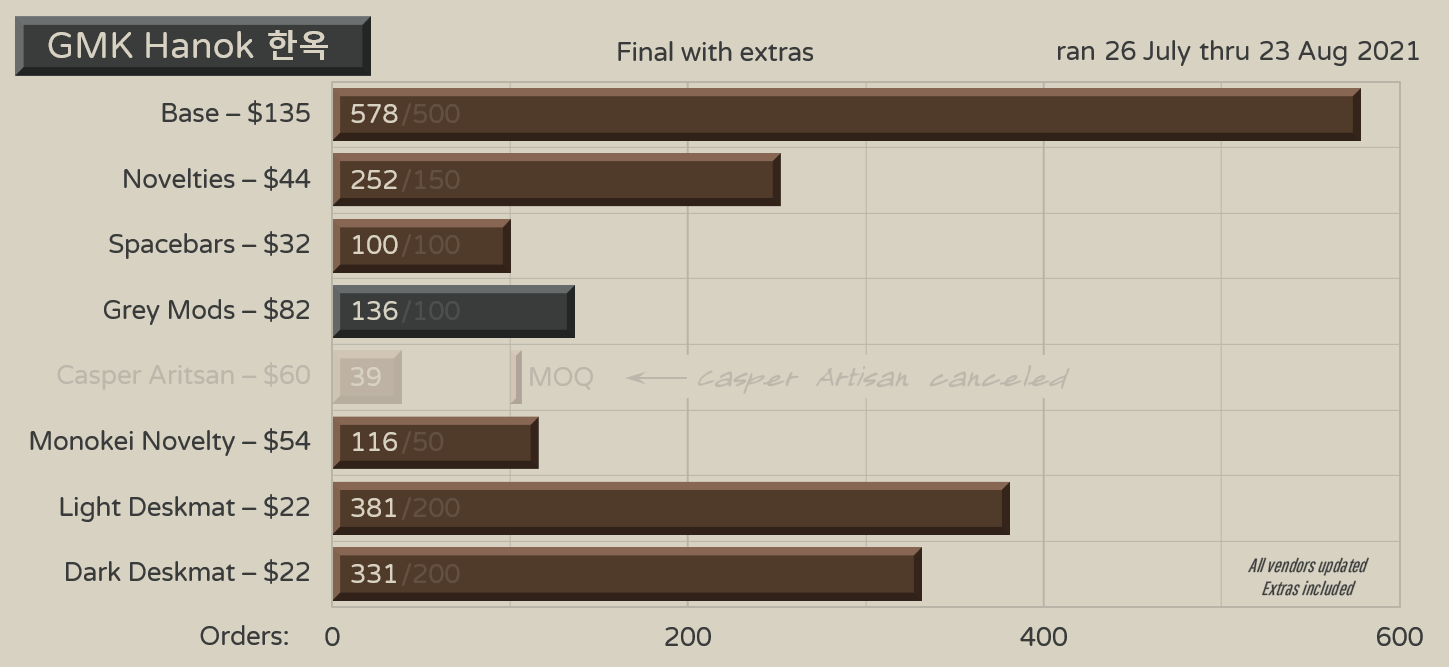 GMK Hanok 한옥
Final with extras
ran 26 July thru 23 Aug 2021
Base – $135 578/500
Novelties – $44 252/150
Spacebars – $32 100/100
Grey Mods – $82 136/100
Casper Aritsan – $60 39 MOQ Casper Artisan canceled
Monokei Novelty – $54 116/50
Light Deskmat – $22 381/200
Dark Deskmat – $22 331/200
All vendors updated
Extras included
Orders: 0 200 400 600